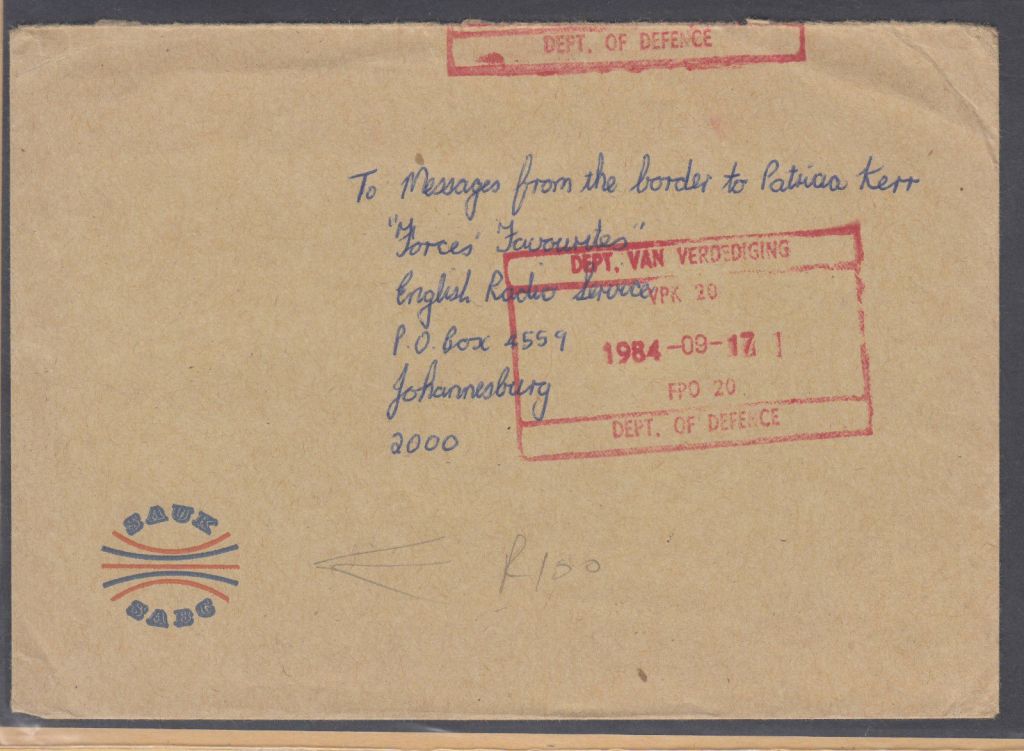 DEPT. OF DEFENCE
To Messages from the border to Patricia Kerr
"Forces' Favourites"
English Radio Service
P.O. Box 4559
Johannesburg
2000
DEPT. VAN VERDEDIGING
VPK 20
1984-09-17
FPO 20
DEPT. OF DEFENCE
SAUK
SABC
R100